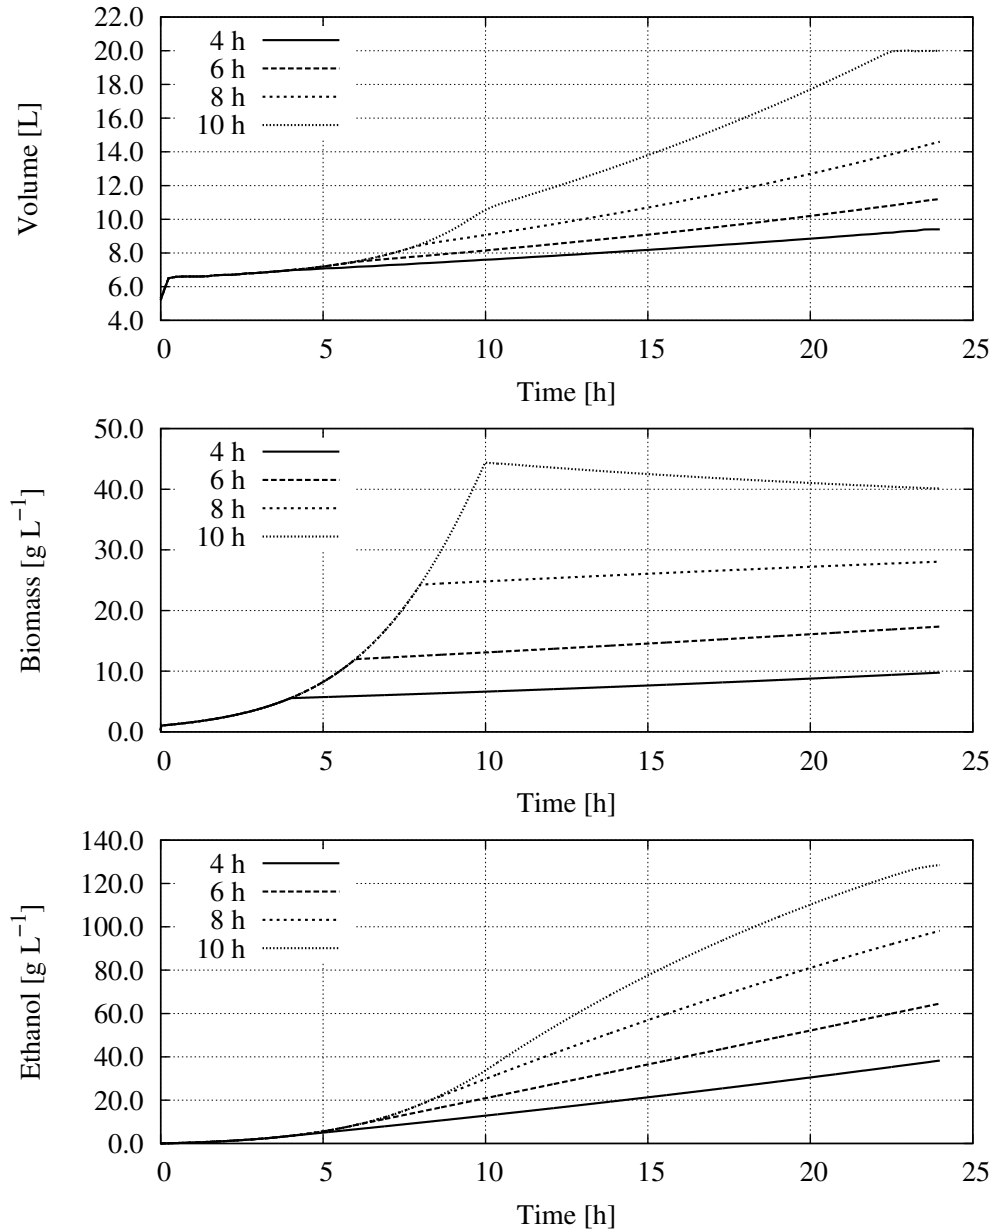 22.0
20.0
18.0
16.0
14.0
12.0
10.0
8.0
6.0
4.0
Volume [L]
4 h
6 h
8 h
10 h
0 5 10 15 20 25
Time [h]
50.0
40.0
30.0
20.0
10.0
0.0
Biomass [g L⁻¹]
4 h
6 h
8 h
10 h
0 5 10 15 20 25
Time [h]
140.0
120.0
100.0
80.0
60.0
40.0
20.0
0.0
Ethanol [g L⁻¹]
4 h
6 h
8 h
10 h
0 5 10 15 20 25
Time [h]